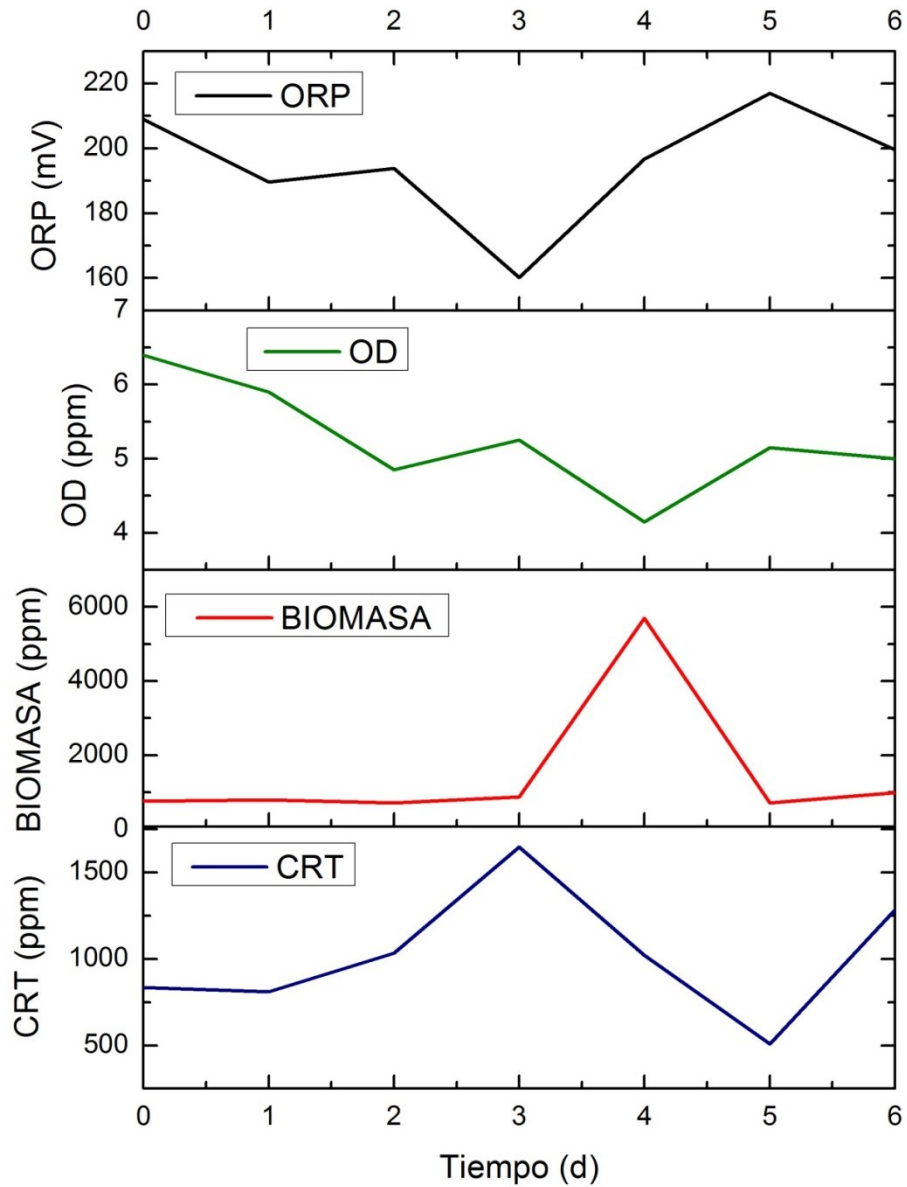 0 1 2 3 4 5 6
ORP
ORP (mV)
220
200
180
160
OD
OD (ppm)
7
6
5
4
BIOMASA
BIOMASA (ppm)
6000
4000
2000
0
CRT
CRT (ppm)
1500
1000
500
0 1 2 3 4 5 6
Tiempo (d)